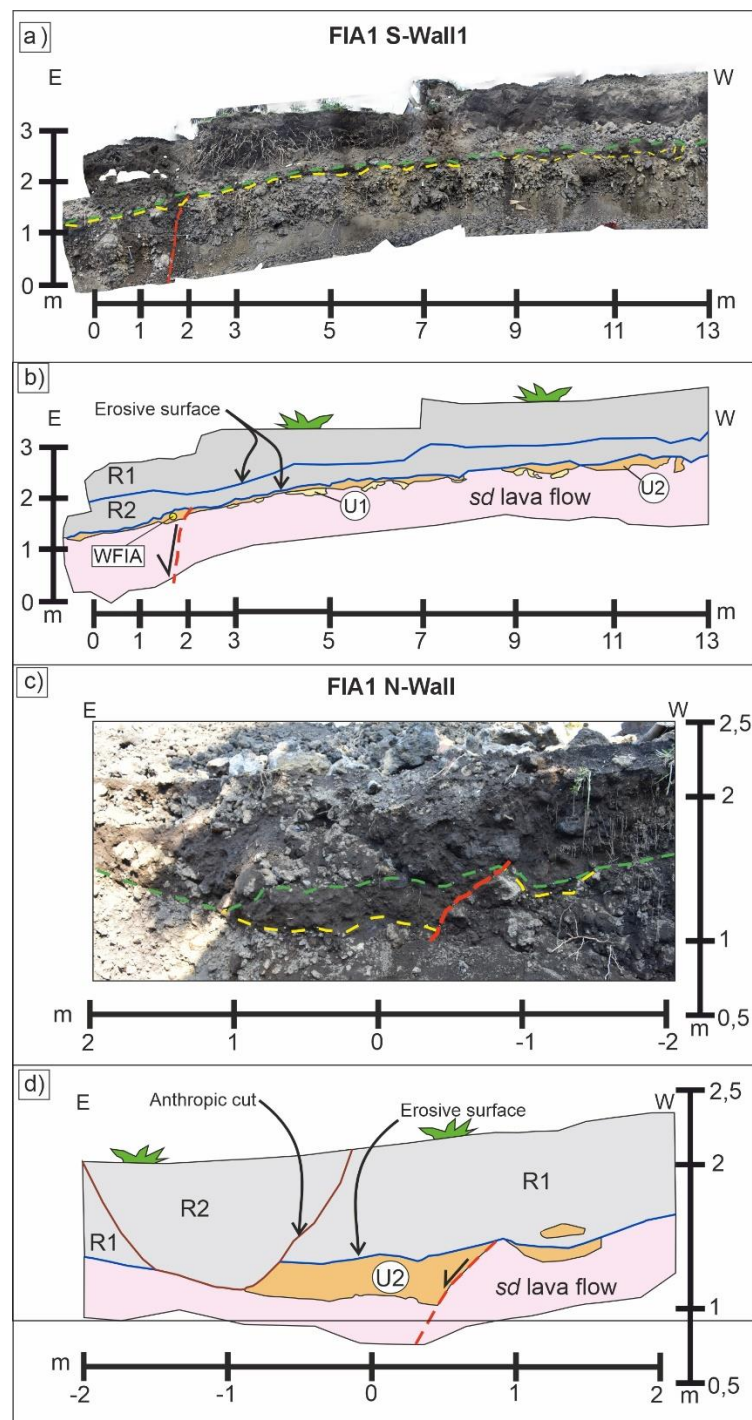 a)
FIA1 S-Wall1
E
W
3
2
1
0
m
m
0 1 2 3 5 7 9 11 13
b)
E
W
Erosive surface
3
R1
2
R2
U1
U2
sd lava flow
WFIA
1
0
m
m
0 1 2 3 5 7 9 11 13
c)
FIA1 N-Wall
E
W
2,5
2
1
m
0,5
m
2 1 0 -1 -2
d)
E
Anthropic cut
Erosive surface
W
2,5
2
R2
R1
R1
U2
sd lava flow
1
m
0,5
m
-2 -1 0 1 2